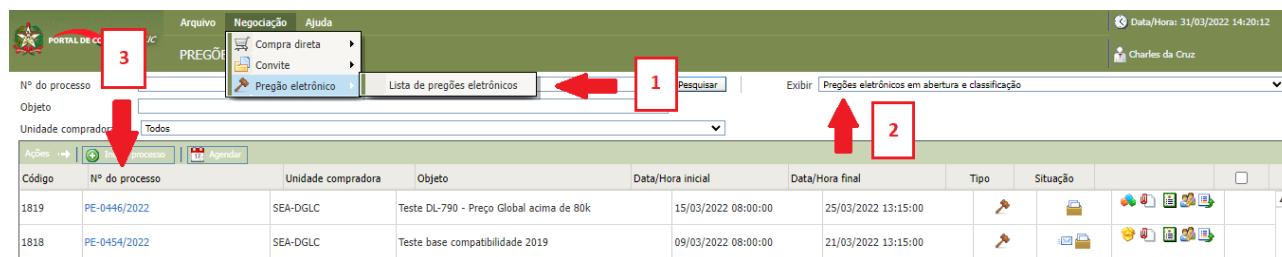 Arquivo Negociação Ajuda
Data/Hora: 31/03/2022 14:20:12
PORTAL DE CO
JC
3
Compra direta
PREGÕE
Convite
Charles da Cruz
Nº do processo
Pregão eletrônico
Lista de pregões eletrônicos
1
Pesquisar
Exibir
Pregões eletrônicos em abertura e classificação
Objeto
2
Unidade compradora
Todos
Ações
processo
Agendar
Código Nº do processo Unidade compradora Objeto Data/Hora inicial Data/Hora final Tipo Situação
1819 PE-0446/2022 SEA-DGLC Teste DL-790 - Preço Global acima de 80k 15/03/2022 08:00:00 25/03/2022 13:15:00
1818 PE-0454/2022 SEA-DGLC Teste base compatibilidade 2019 09/03/2022 08:00:00 21/03/2022 13:15:00